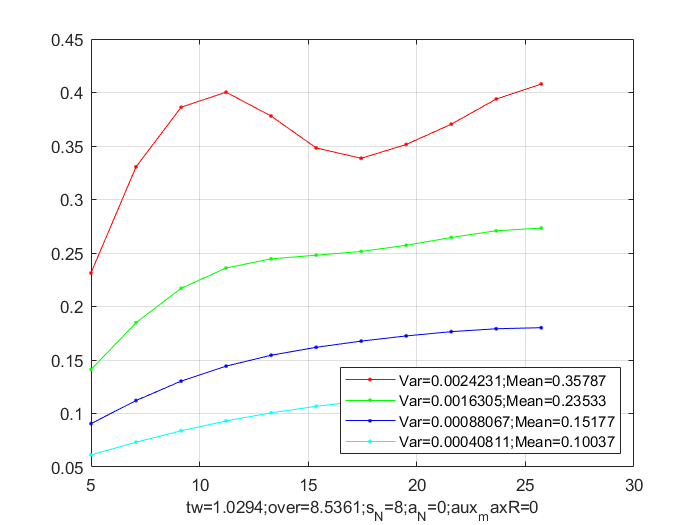 0.45
0.4
0.35
0.3
0.25
0.2
0.15
0.1
0.05
Var=0.0024231;Mean=0.35787
Var=0.0016305;Mean=0.23533
Var=0.00088067;Mean=0.15177
Var=0.00040811;Mean=0.10037
5 10 15 20 25 30
tw=1.0294;over=8.5361;s_N=8;a_N=0;aux_maxR=0